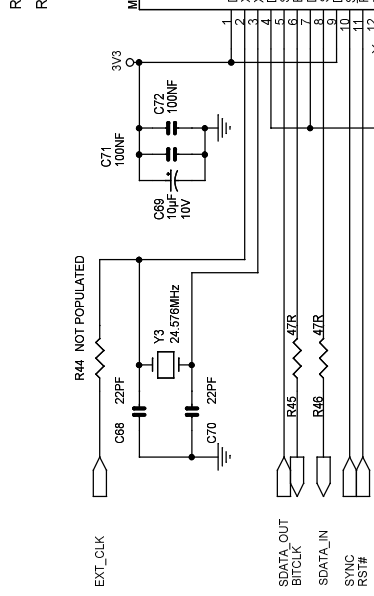 R
R
M
1
2
3
4
5
6
7
8
9
10
11
12
3V3
C72
100NF
C71
100NF
C69
10µF
10V
R44 NOT POPULATED
Y3
24.576MHz
22PF
C68
22PF
C70
47R
R45
47R
R46
EXT_CLK
SDATA_OUT
BITCLK
SDATA_IN
SYNC
RST#